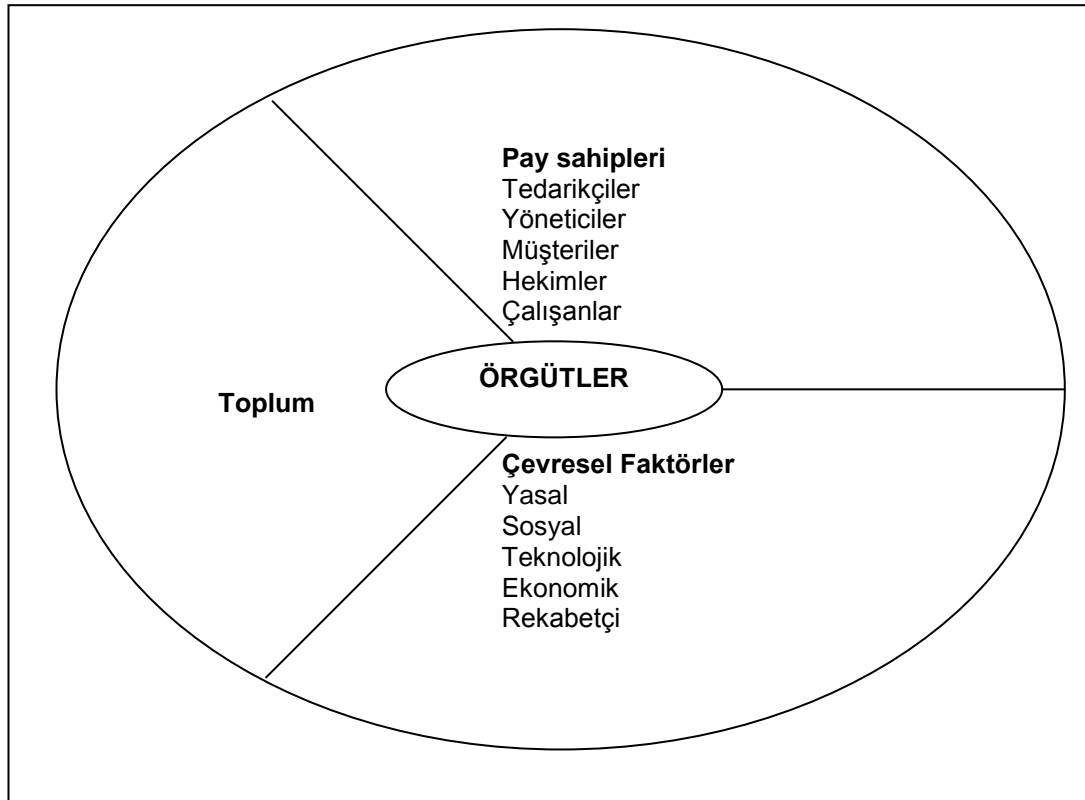 Pay sahipleri
Tedarikçiler
Yöneticiler
Müşteriler
Hekimler
Çalışanlar
ÖRGÜTLER
Toplum
Çevresel Faktörler
Yasal
Sosyal
Teknolojik
Ekonomik
Rekabetçi